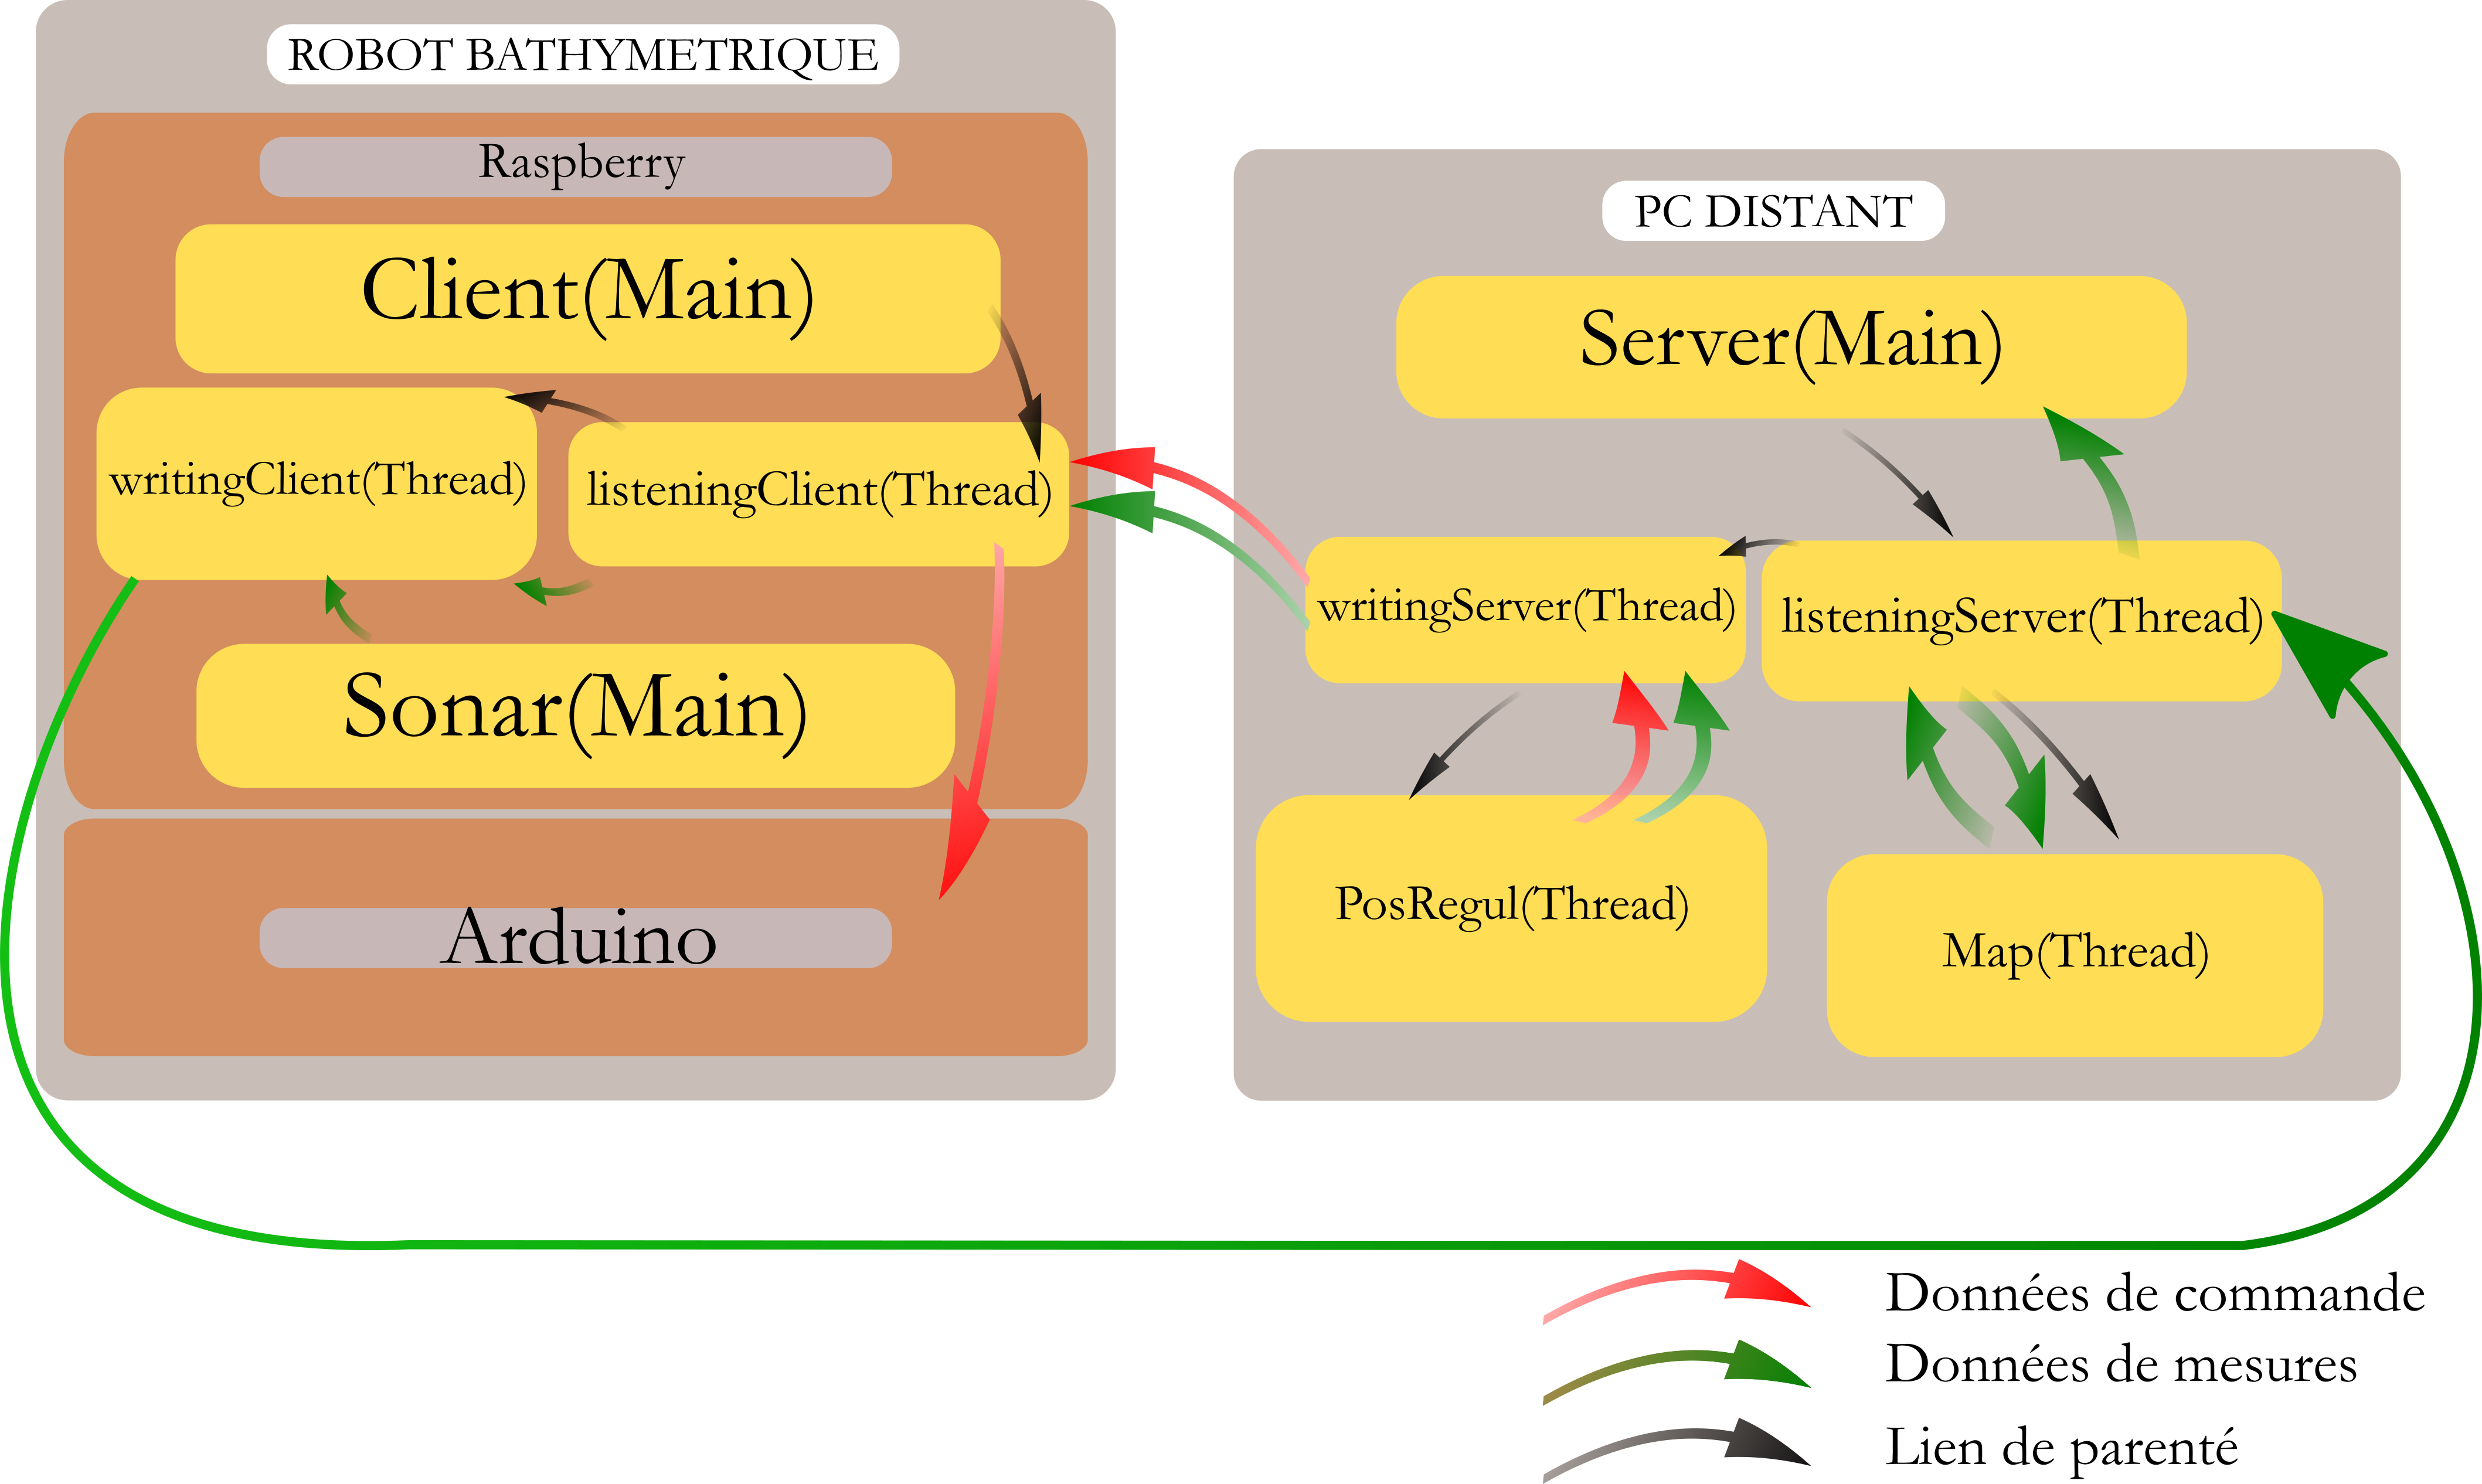 ROBOT BATHYMETRIQUE
Raspberry
Client(Main)
writingClient(Thread)
listeningClient(Thread)
Sonar(Main)
Arduino
PC DISTANT
Server(Main)
writingServer(Thread)
listeningServer(Thread)
PosRegul(Thread)
Map(Thread)
Données de commande
Données de mesures
Lien de parenté